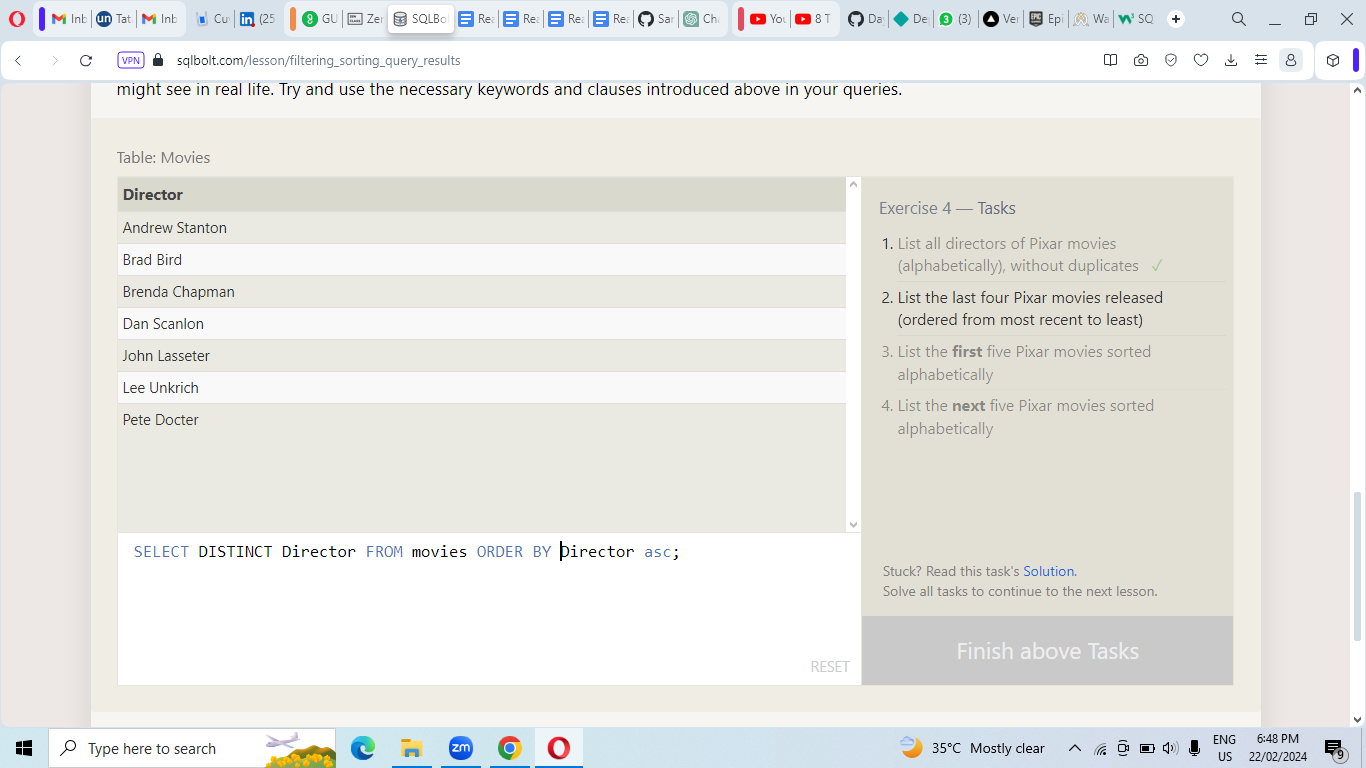 Inb
Tat
Inb
Cu
(25
GU
Zer
SQLBo
Rea
Rea
Rea
Rea
Sar
Ch
You
8 T
Da
De
(3)
Ver
Epi
Wa
SQ
VPN
sqlbolt.com/lesson/filtering_sorting_query_results
might see in real life. Try and use the necessary keywords and clauses introduced above in your queries.
Table: Movies
Director
Andrew Stanton
Brad Bird
Brenda Chapman
Dan Scanlon
John Lasseter
Lee Unkrich
Pete Docter
SELECT DISTINCT Director FROM movies ORDER BY Director asc;
RESET
Exercise 4 — Tasks
1. List all directors of Pixar movies
(alphabetically), without duplicates ✓
2. List the last four Pixar movies released
(ordered from most recent to least)
3. List the first five Pixar movies sorted
alphabetically
4. List the next five Pixar movies sorted
alphabetically
Stuck? Read this task's Solution.
Solve all tasks to continue to the next lesson.
Finish above Tasks
Type here to search
zm
35°C Mostly clear
ENG
US
6:48 PM
22/02/2024
9